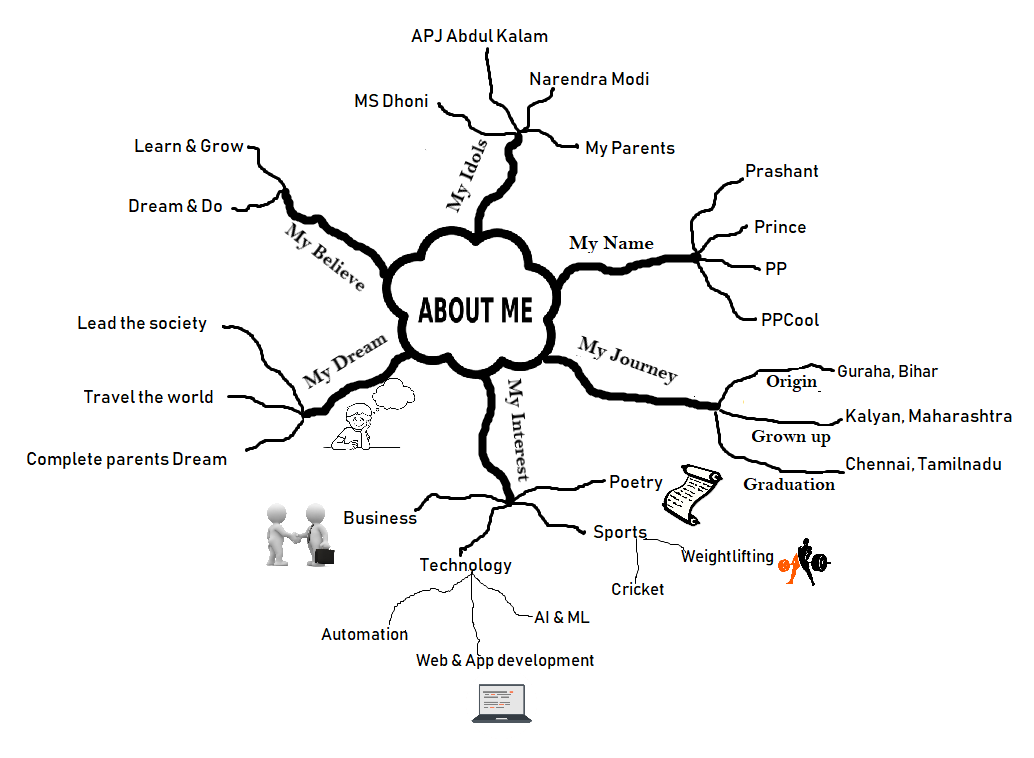 ABOUT ME
My Idols
APJ Abdul Kalam
Narendra Modi
MS Dhoni
My Parents
My Name
Prashant
Prince
PP
PPCool
My Journey
Origin
Guraha, Bihar
Grown up
Kalyan, Maharashtra
Graduation
Chennai, Tamilnadu
My Interest
Poetry
Sports
Weightlifting
Cricket
Technology
AI & ML
Web & App development
Automation
Business
My Dream
Lead the society
Travel the world
Complete parents Dream
My Believe
Learn & Grow
Dream & Do